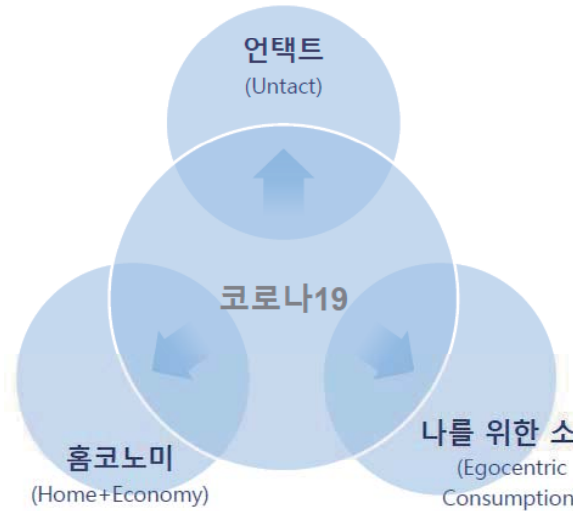 언택트
(Untact)
코로나19
나를 위한 소
홈코노미
(Egocentric
(Home+Economy)
Consumption